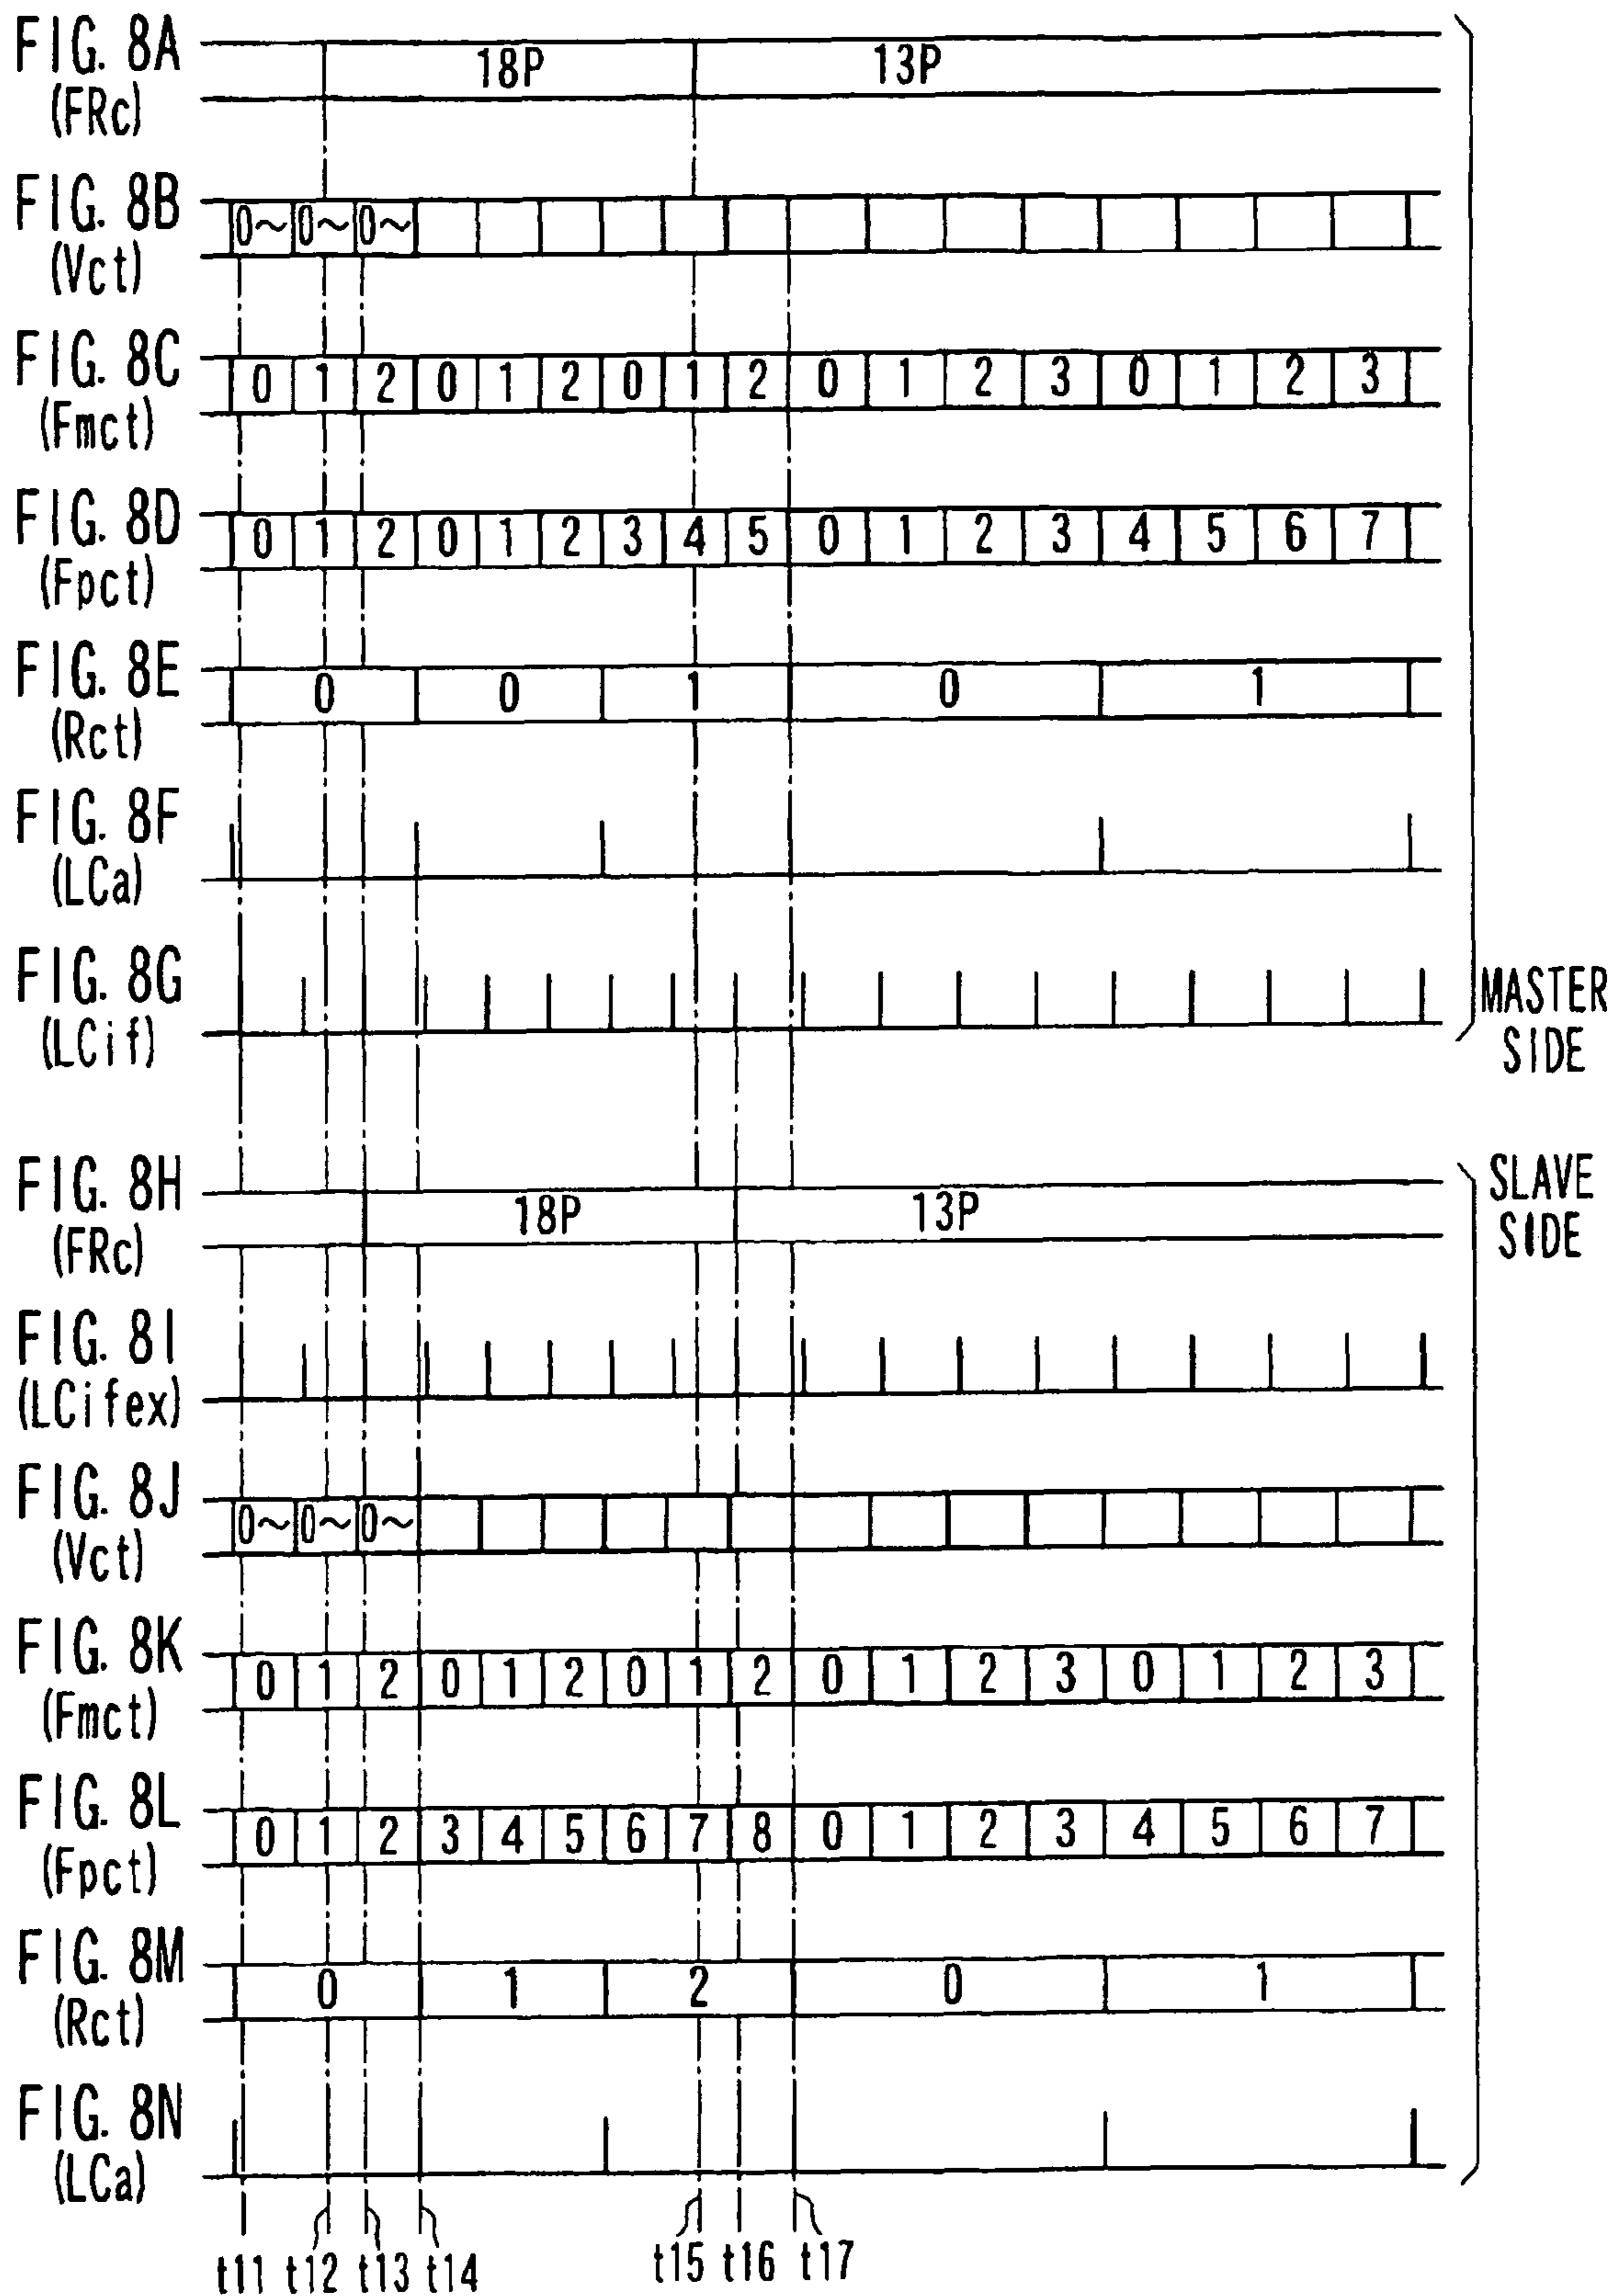 FIG. 8A
(FRc)
18P 13P
FIG. 8B
(Vct)
0~ 0~ 0~
FIG. 8C
(Fmct)
0 1 2 0 1 2 0 1 2 0 1 2 3 0 1 2 3
FIG. 8D
(Fpct)
0 1 2 0 1 2 3 4 5 0 1 2 3 4 5 6 7
FIG. 8E
(Rct)
0 0 1 0 1
FIG. 8F
(LCa)
FIG. 8G
(LCif)
MASTER
SIDE
FIG. 8H
(FRc)
18P 13P
SLAVE
SIDE
FIG. 8I
(LCifex)
FIG. 8J
(Vct)
0~ 0~ 0~
FIG. 8K
(Fmct)
0 1 2 0 1 2 0 1 2 0 1 2 3 0 1 2 3
FIG. 8L
(Fpct)
0 1 2 3 4 5 6 7 8 0 1 2 3 4 5 6 7
FIG. 8M
(Rct)
0 1 2 0 1
FIG. 8N
(LCa)
t11 t12 t13 t14 t15 t16 t17